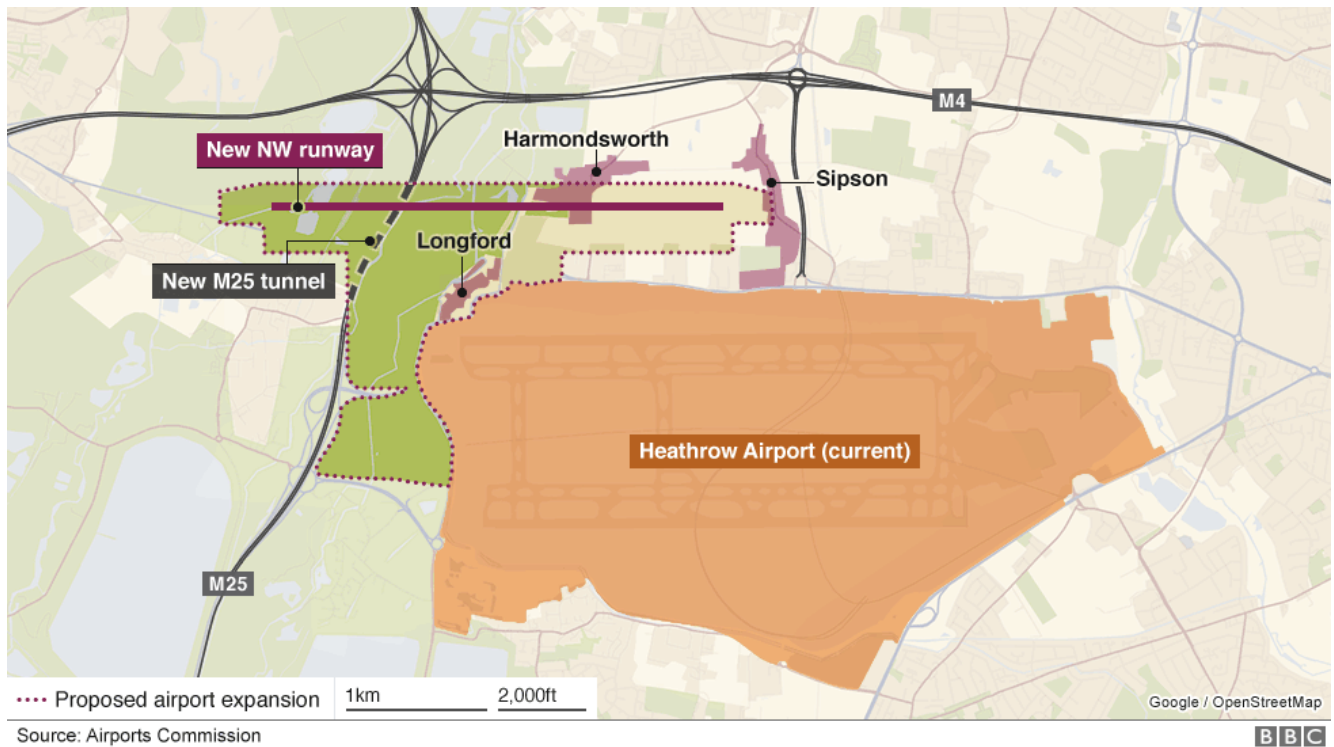 M4
Harmondsworth
New NW runway
Sipson
Longford
New M25 tunnel
Heathrow Airport (current)
M25
Proposed airport expansion
1km
2,000ft
Google / OpenStreetMap
Source: Airports Commission
BBC